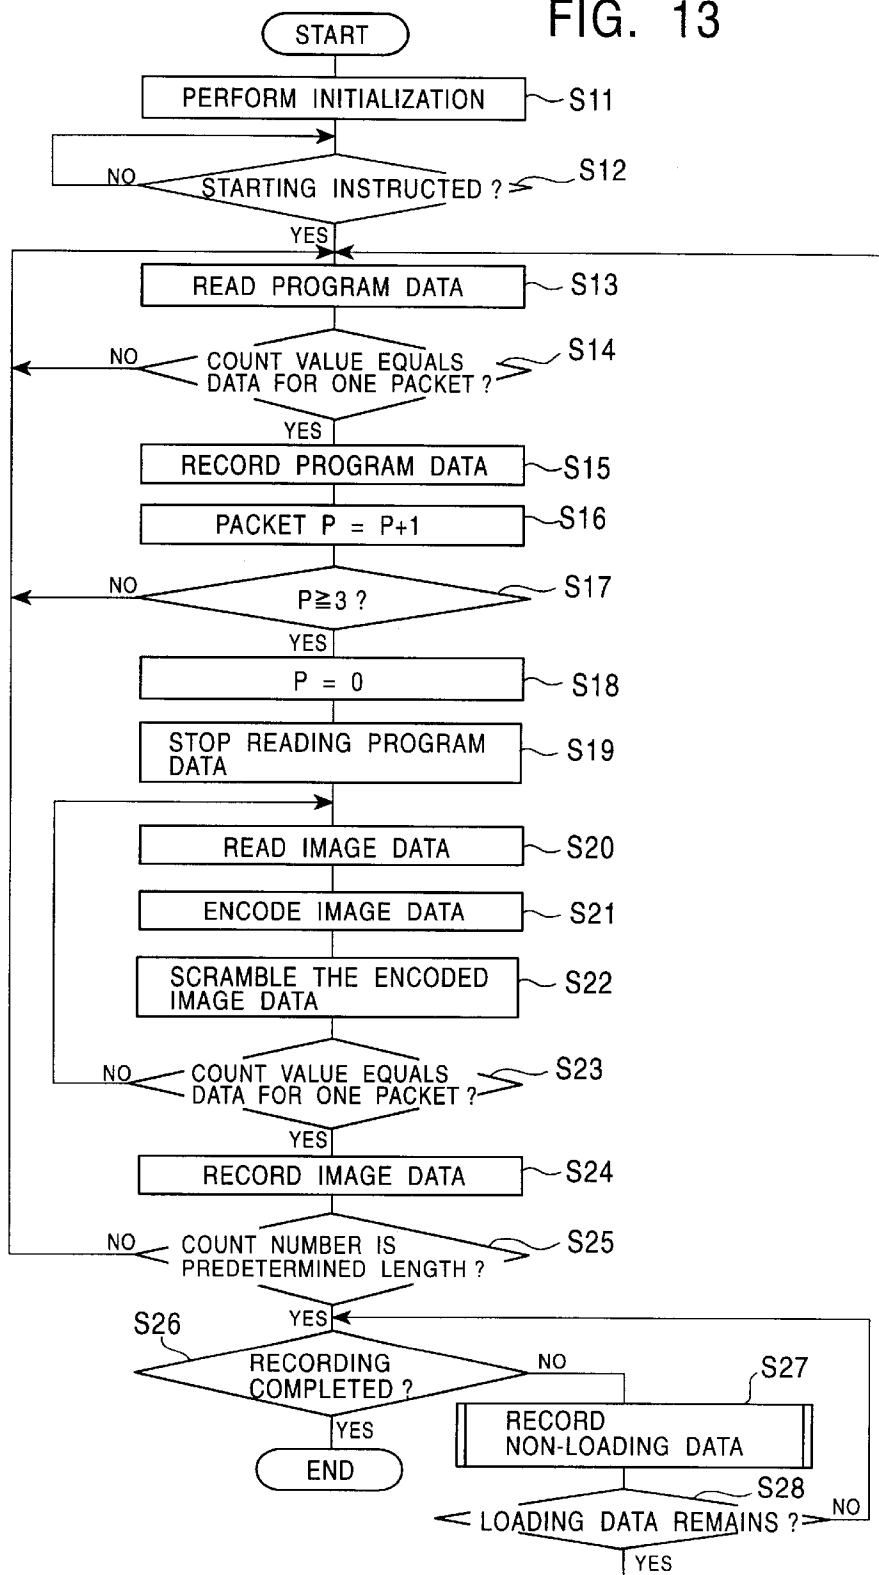 FIG. 13
START
PERFORM INITIALIZATION
S11
S12
NO
STARTING INSTRUCTED ?
YES
READ PROGRAM DATA
S13
NO
COUNT VALUE EQUALS
DATA FOR ONE PACKET ?
S14
YES
RECORD PROGRAM DATA
S15
PACKET P = P+1
S16
NO
P≧3 ?
S17
YES
P = 0
S18
STOP READING PROGRAM
DATA
S19
READ IMAGE DATA
S20
ENCODE IMAGE DATA
S21
SCRAMBLE THE ENCODED
IMAGE DATA
S22
NO
COUNT VALUE EQUALS
DATA FOR ONE PACKET ?
S23
YES
RECORD IMAGE DATA
S24
NO
COUNT NUMBER IS
PREDETERMINED LENGTH ?
S25
YES
S26
RECORDING
COMPLETED ?
NO
YES
END
S27
RECORD
NON-LOADING DATA
S28
LOADING DATA REMAINS ?
NO
YES